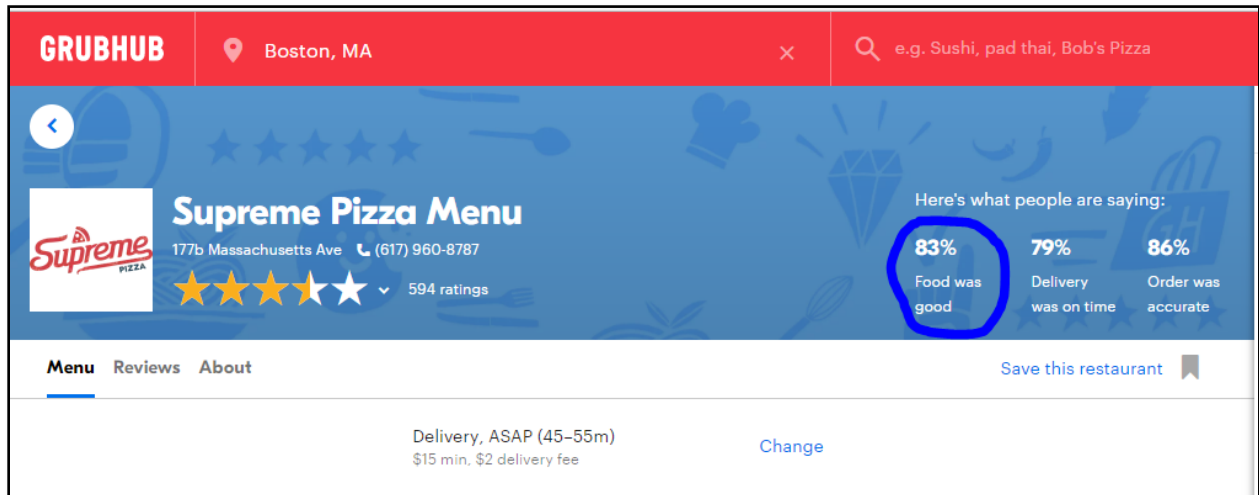 GRUBHUB
Boston, MA
e.g. Sushi, pad thai, Bob's Pizza
Supreme
PIZZA
Supreme Pizza Menu
177b Massachusetts Ave (617) 960-8787
594 ratings
Here's what people are saying:
83% 79% 86%
Food was Delivery Order was
good was on time accurate
GH
Menu Reviews About
Save this restaurant
Delivery, ASAP (45–55m)
Change
$15 min, $2 delivery fee